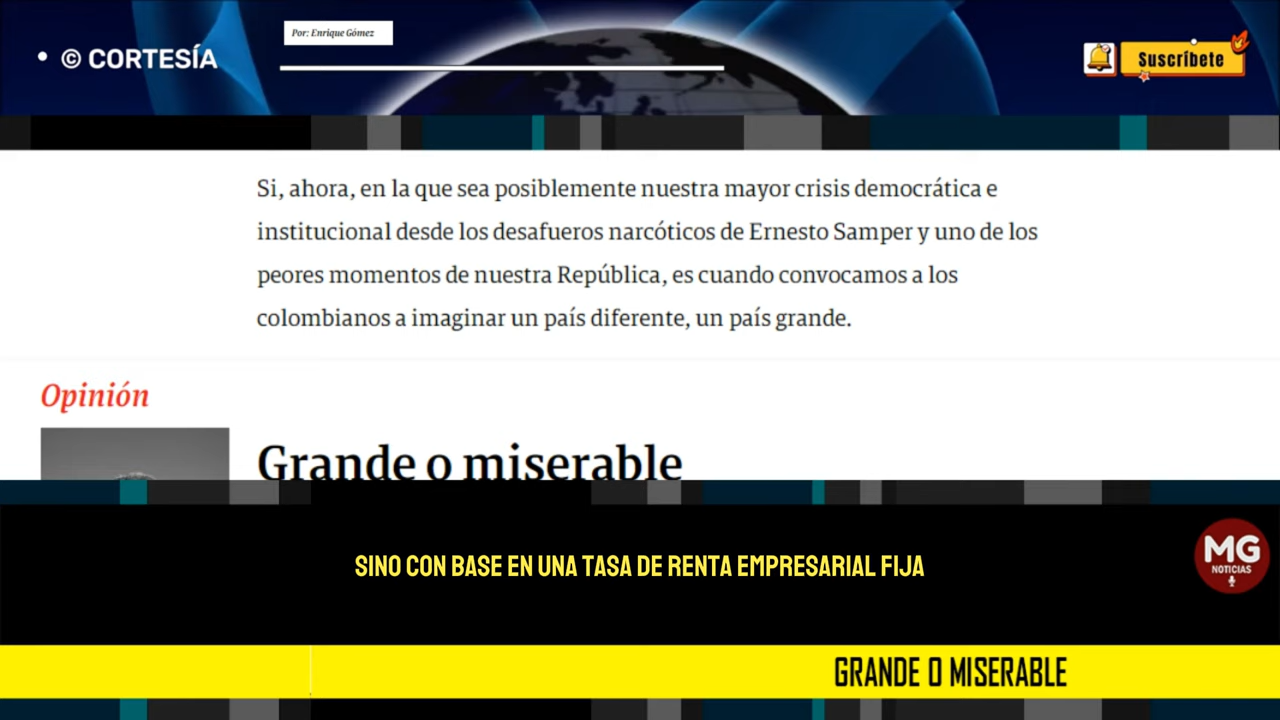 Por: Enrique Gómez
• © CORTESÍA
Suscríbete
Si, ahora, en la que sea posiblemente nuestra mayor crisis democrática e
institucional desde los desafueros narcóticos de Ernesto Samper y uno de los
peores momentos de nuestra República, es cuando convocamos a los
colombianos a imaginar un país diferente, un país grande.
Opinión
Grande o miserable
SINO CON BASE EN UNA TASA DE RENTA EMPRESARIAL FIJA
MG
NOTICIAS
GRANDE O MISERABLE